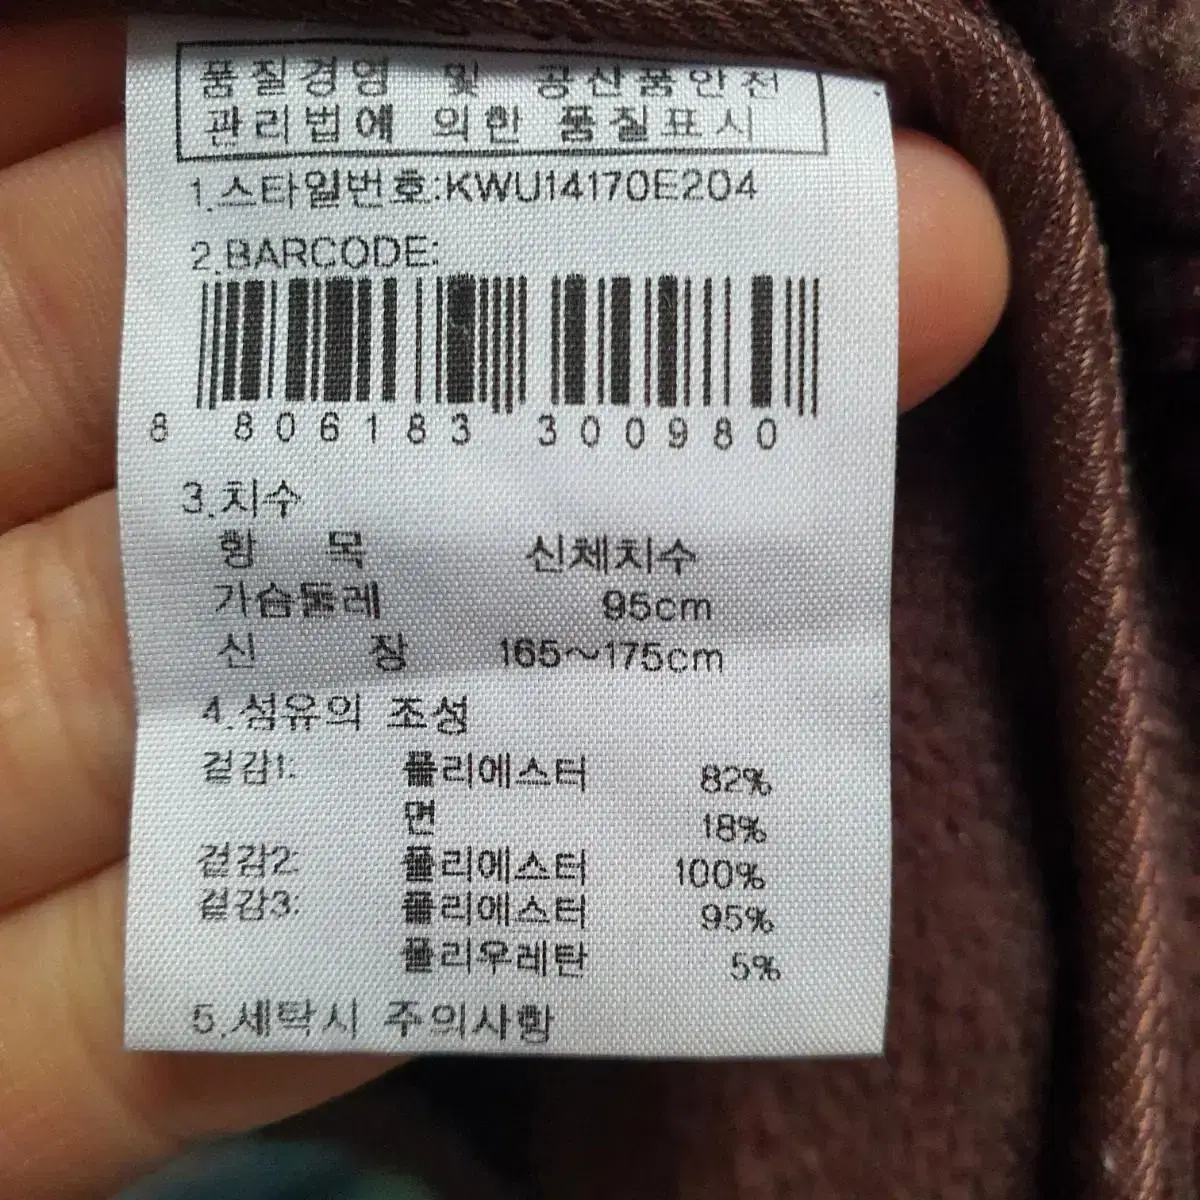 품질경영 및 공산품안전
관리법에 의한 품질표시
1.스타일번호:KWU14170E204
2.BARCODE:
8 806183 300980
3.치수
항 목 신체치수
가슴둘레 95cm
신 장 165~175cm
4.섬유의 조성
겉감1: 폴리에스터 82%
면 18%
겉감2: 폴리에스터 100%
겉감3: 폴리에스터 95%
폴리우레탄 5%
5.세탁시 주의사항